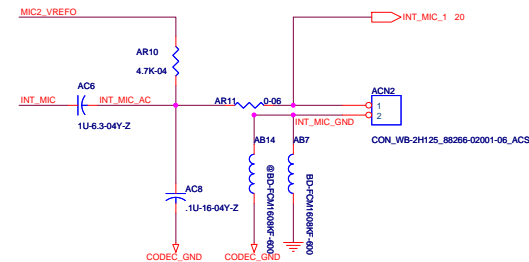 MIC2_VREFO
INT_MIC_1 20
AR10
4.7K-04
AC6
ACN2
INT_MIC
INT_MIC_AC
AR11
0-06
1
2
1U-6.3-04Y-Z
INT_MIC_GND
CON_WB-2H125_88266-02001-06_ACS
AB14
AB7
@BD-FCM1608KF-600
BD-FCM1608KF-600
AC8
.1U-16-04Y-Z
CODEC_GND
CODEC_GND